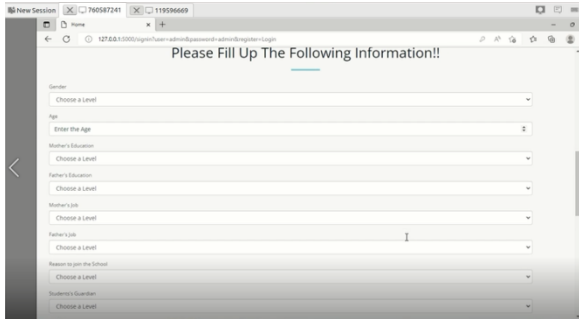 New Session 760587241 119596669
Home
127.0.0.1:5000/signin?user=admin&password=admin&register=Login
Please Fill Up The Following Information!!
Gender
Choose a Level
Age
Enter the Age
Mother's Education
Choose a Level
Father's Education
Choose a Level
Mother's Job
Choose a Level
Father's Job
Choose a Level
Reason to join the School
Choose a Level
Students's Guardian
Choose a Level